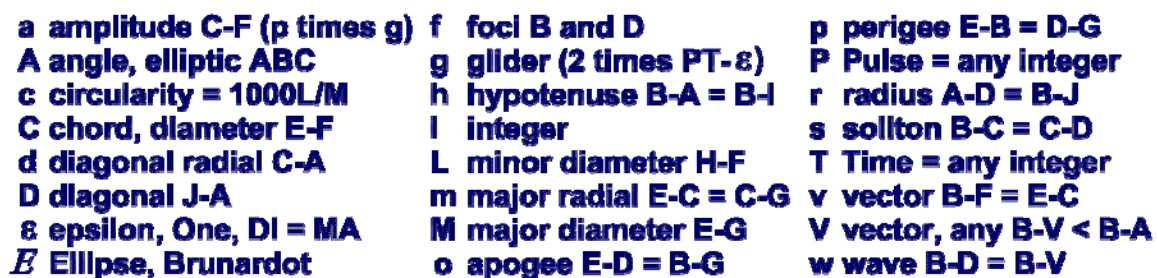 a amplitude C-F (p times g)
A angle, elliptic ABC
c circularity = 1000L/M
C chord, diameter E-F
d diagonal radial C-A
D diagonal J-A
ε epsilon, One, DI = MA
E Ellipse, Brunardot
f foci B and D
g glider (2 times PT-ε)
h hypotenuse B-A = B-I
I integer
L minor diameter H-F
m major radial E-C = C-G
M major diameter E-G
o apogee E-D = B-G
p perigee E-B = D-G
P Pulse = any integer
r radius A-D = B-J
s soliton B-C = C-D
T Time = any integer
v vector B-F = E-C
V vector, any B-V < B-A
w wave B-D = B-V